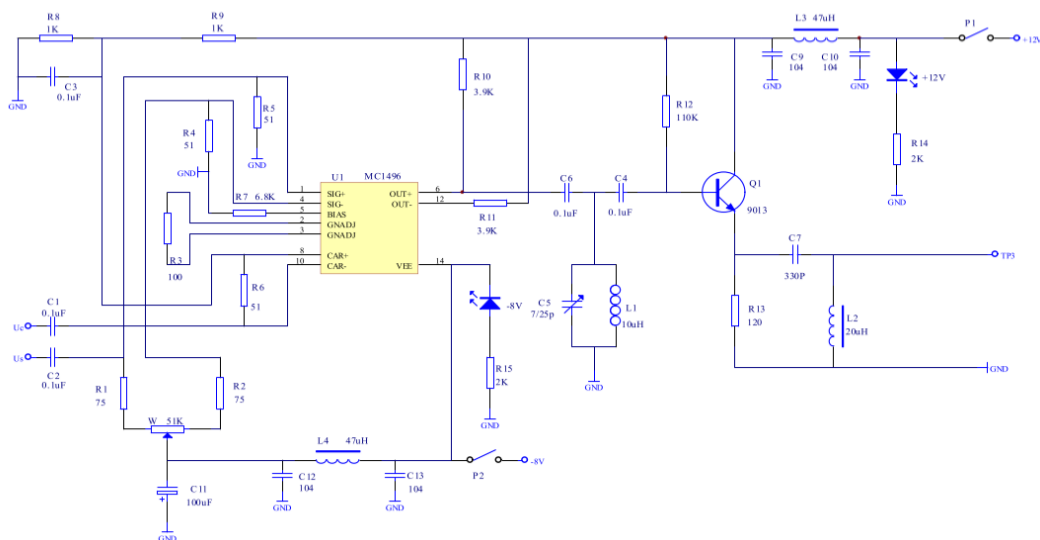 R8
1K
R9
1K
L3 47uH
P1
+12V
C9
104
C10
104
+12V
C3
0.1uF
GND
R10
3.9K
R12
110K
R14
2K
GND
R5
51
GND
R4
51
GND
U1 MC1496
R7 6.8K
1
4
5
2
3
8
10
SIG+
SIG-
BIAS
GNADJ
GNADJ
CAR+
CAR-
OUT+
OUT-
VEE
6
12
14
R11
3.9K
C6
0.1uF
C4
0.1uF
Q1
9013
R3
100
R6
51
C7
330P
TP3
-8V
C5
7/25p
L1
10uH
R13
120
L2
20uH
GND
C1
0.1uF
Uc
Us
C2
0.1uF
R1
75
R2
75
W 51K
R15
2K
GND
GND
L4 47uH
P2
-8V
C12
104
C13
104
GND
GND
C11
100uF
+
GND